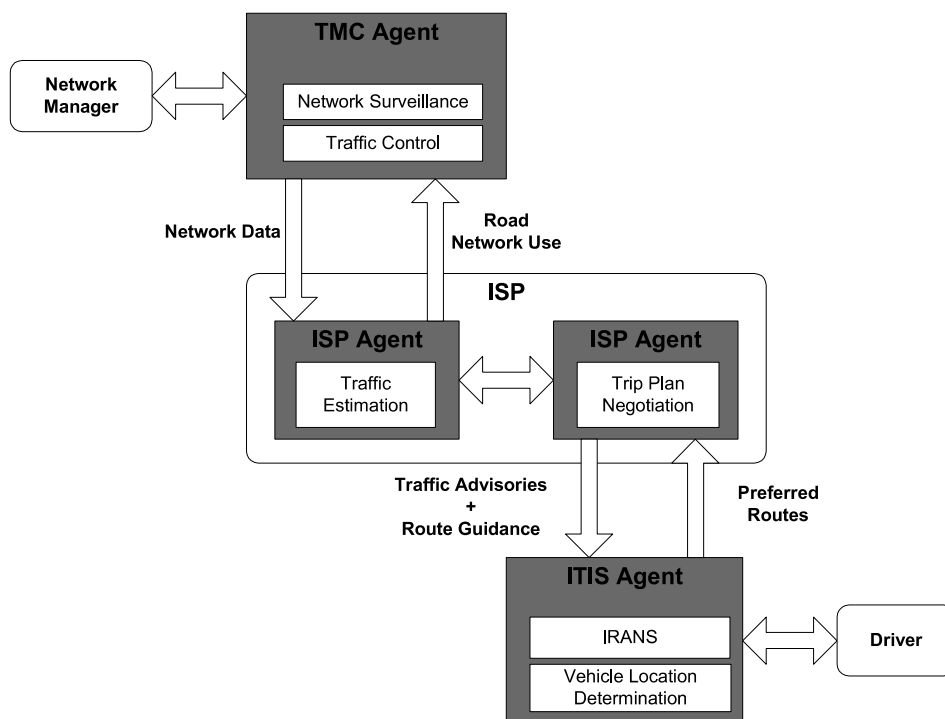 TMC Agent
Network
Manager
Network Surveillance
Traffic Control
Network Data
Road
Network Use
ISP
ISP Agent
Traffic
Estimation
ISP Agent
Trip Plan
Negotiation
Traffic Advisories
+
Route Guidance
Preferred
Routes
ITIS Agent
IRANS
Vehicle Location
Determination
Driver